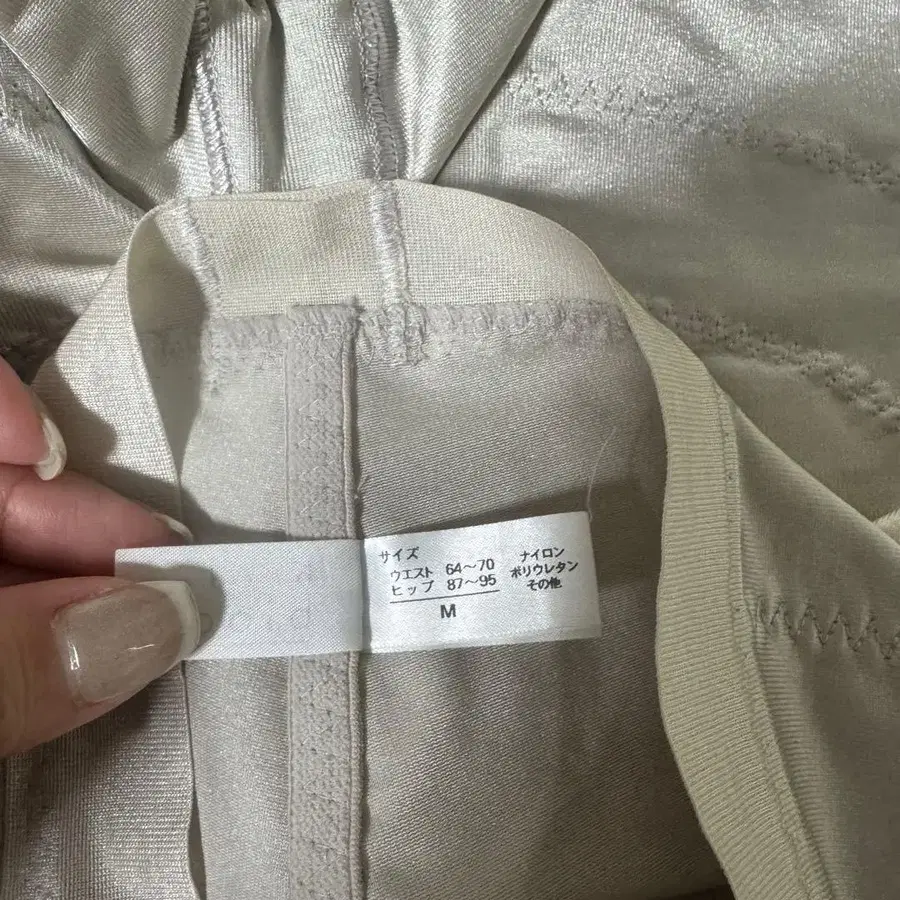 サイズ
ウエスト 64～70
ヒップ 87～95
M
ナイロン
ポリウレタン
その他